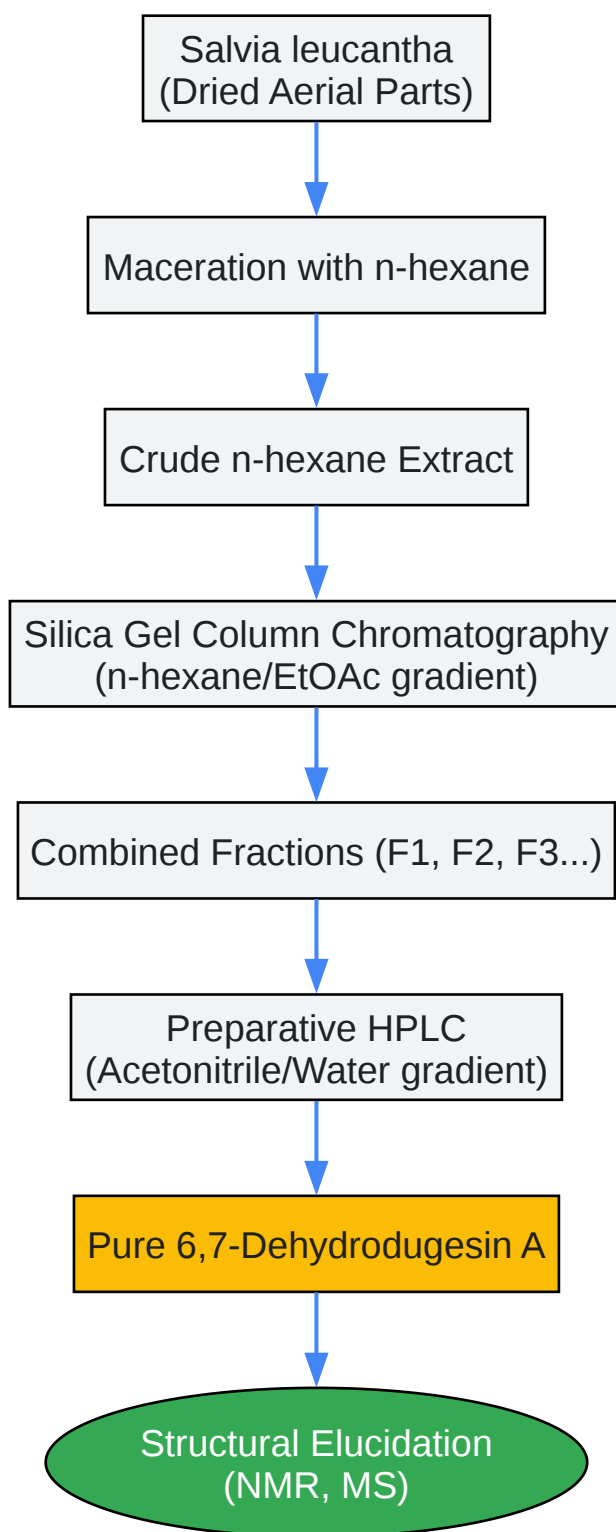 Salvia leucantha
(Dried Aerial Parts)
Maceration with n-hexane
Crude n-hexane Extract
Silica Gel Column Chromatography
(n-hexane/EtOAc gradient)
Combined Fractions (F1, F2, F3...)
Preparative HPLC
(Acetonitrile/Water gradient)
Pure 6,7-Dehydrodugesin A
Structural Elucidation
(NMR, MS)